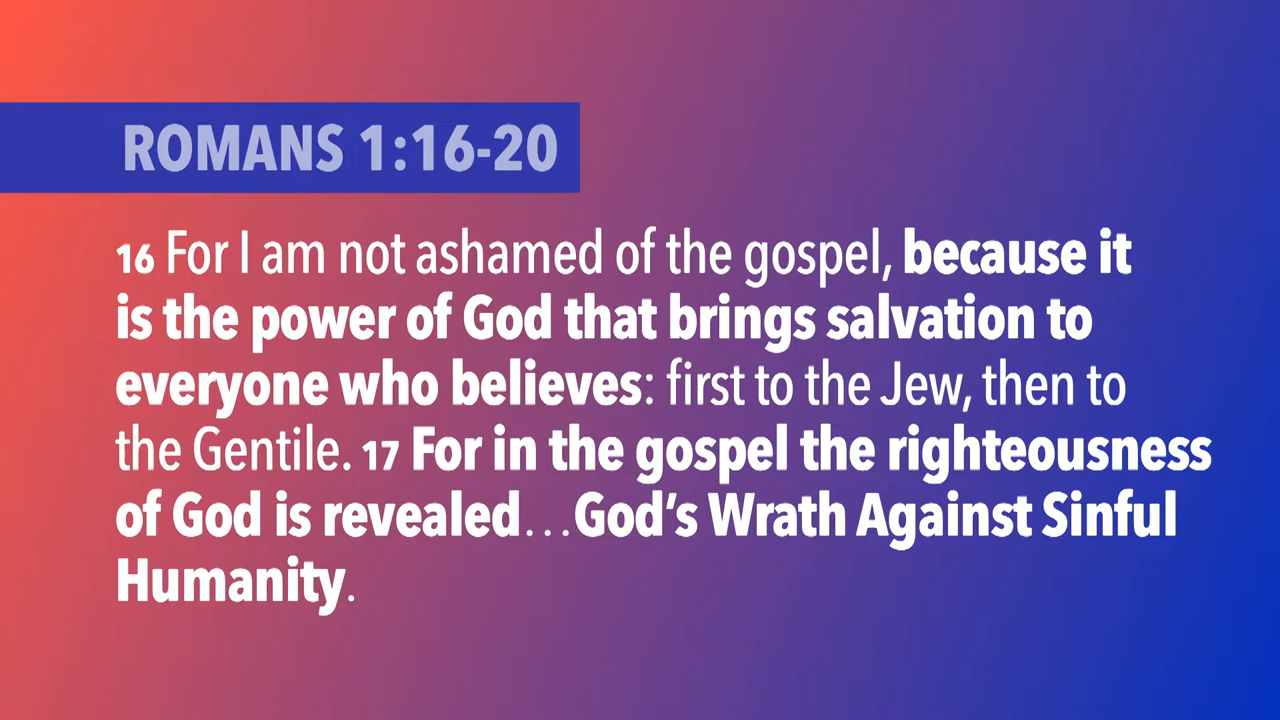 ROMANS 1:16-20
16 For I am not ashamed of the gospel, because it
is the power of God that brings salvation to
everyone who believes: first to the Jew, then to
the Gentile. 17 For in the gospel the righteousness
of God is revealed...God's Wrath Against Sinful
Humanity.